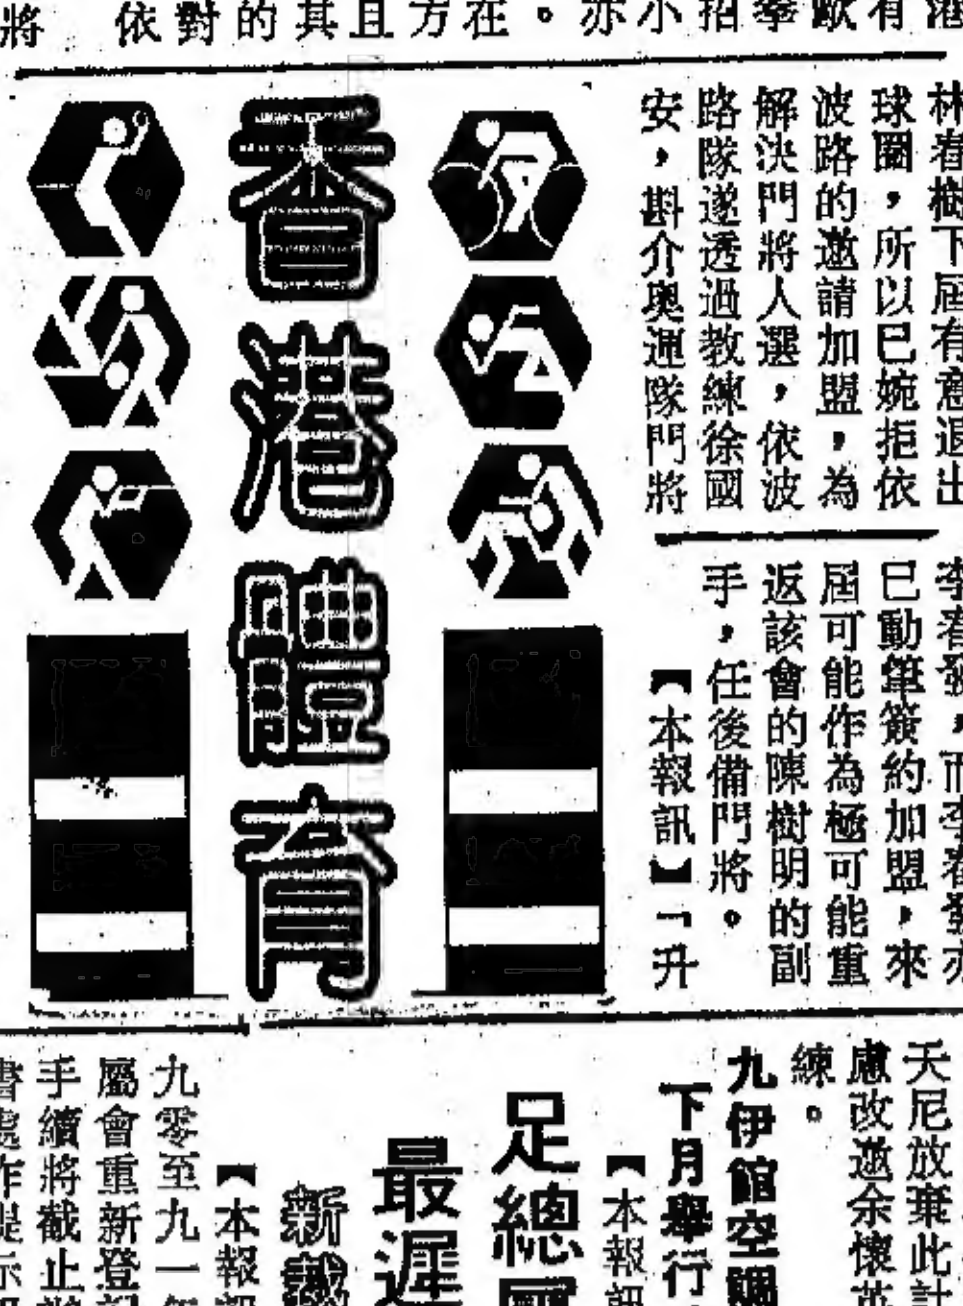 將　依對的其且方在。亦小招攀歐有港
林春樹下屆有意退出
球圈，所以巳婉拒依
波路的邀請加盟，為
解決門將人選，依波
路隊遂透過教練徐國
安，斟介奧運隊門將
李春發，而李春發亦
巳動筆簽約加盟，來
屆可能作為極可能重
返該會的陳樹明的副
手，任後備門將。
【本報訊】「升
香港體育
天尼放棄此計
慮改邀余懷英
練。
九伊館空調
下月舉行
【本報訊
足總屬
最遲
新
【本報訊
九零至九一年
屬會重新登記
手續將截止